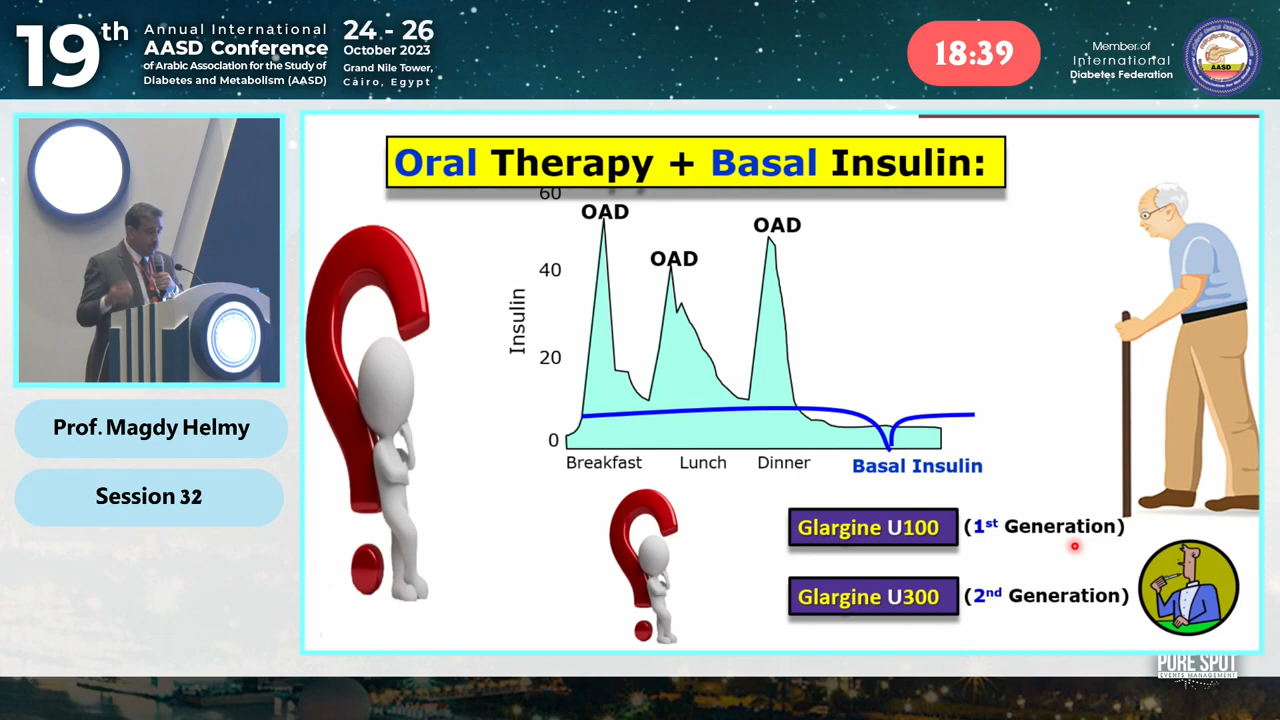 19th
Annual International
AASD Conference
of Arabic Association for the Study of
Diabetes and Metabolism (AASD)
24 - 26
October 2023
Grand Nile Tower,
Cairo, Egypt
18:39
Member of
International
Diabetes Federation
AASD
Prof. Magdy Helmy
Session 32
Oral Therapy + Basal Insulin:
60
OAD
OAD
OAD
40
Insulin
20
0
Breakfast Lunch Dinner
Basal Insulin
Glargine U100 (1st Generation)
Glargine U300 (2nd Generation)
PURE SPOT
EVENTS MANAGEMENT